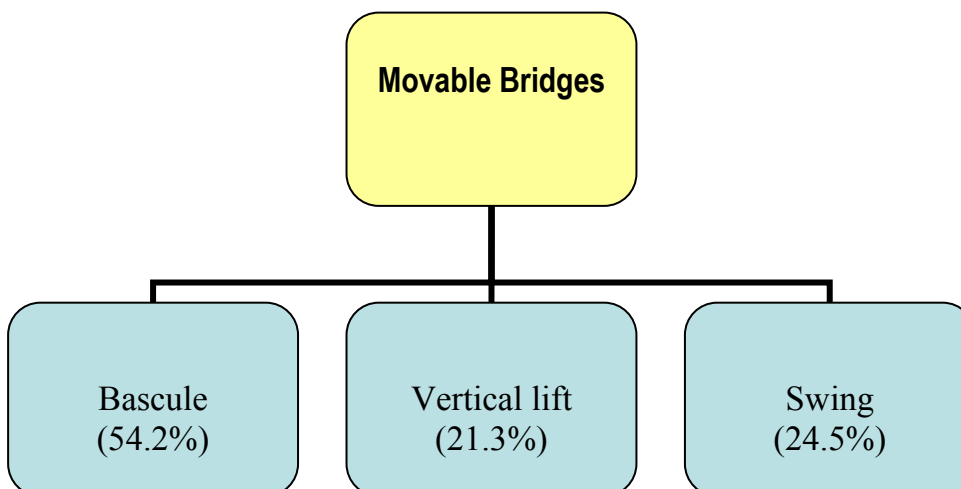 Movable Bridges
Bascule
(54.2%)
Vertical lift
(21.3%)
Swing
(24.5%)